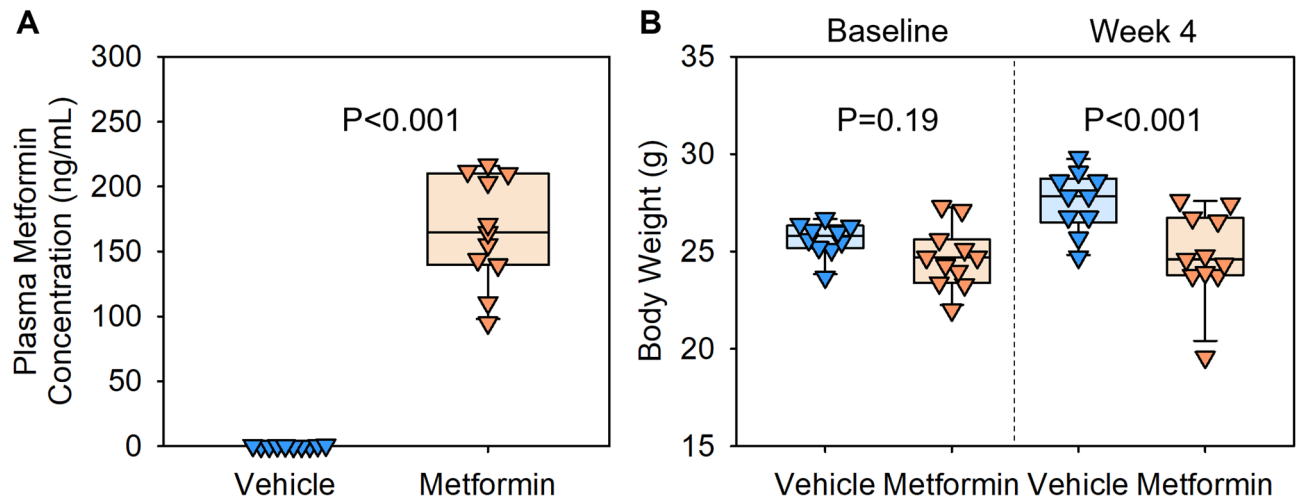 A
Plasma Metformin
Concentration (ng/mL)
300
250
200
150
100
50
0
P<0.001
Vehicle
Metformin
B
Baseline
Week 4
Body Weight (g)
35
30
25
20
15
P=0.19
P<0.001
Vehicle Metformin Vehicle Metformin